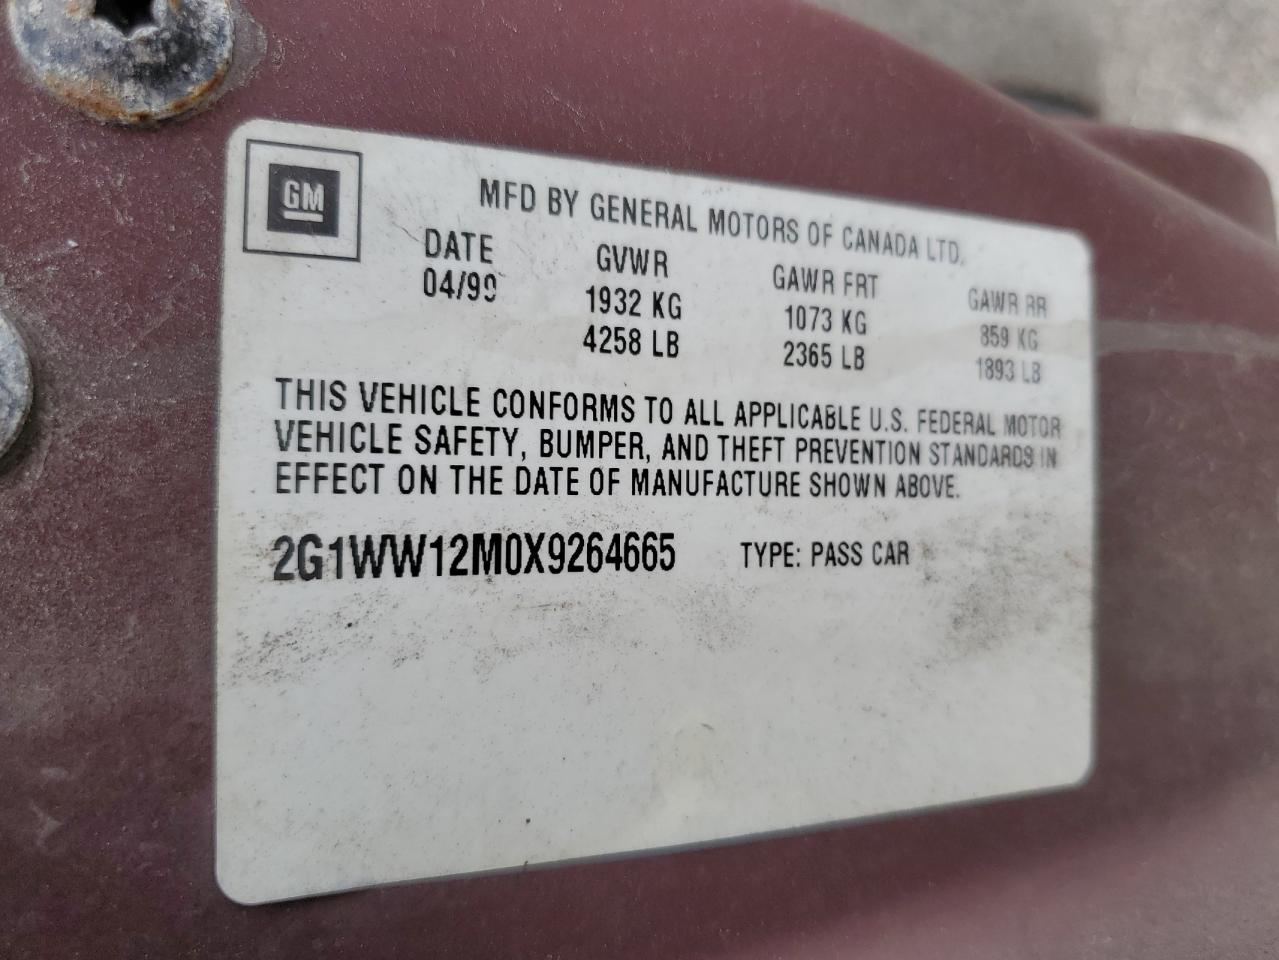 GM
MFD BY GENERAL MOTORS OF CANADA LTD.
DATE GVWR GAWR FRT GAWR RR
04/99 1932 KG 1073 KG 859 KG
4258 LB 2365 LB 1893 LB
THIS VEHICLE CONFORMS TO ALL APPLICABLE U.S. FEDERAL MOTOR
VEHICLE SAFETY, BUMPER, AND THEFT PREVENTION STANDARDS IN
EFFECT ON THE DATE OF MANUFACTURE SHOWN ABOVE.
2G1WW12M0X9264665 TYPE: PASS CAR